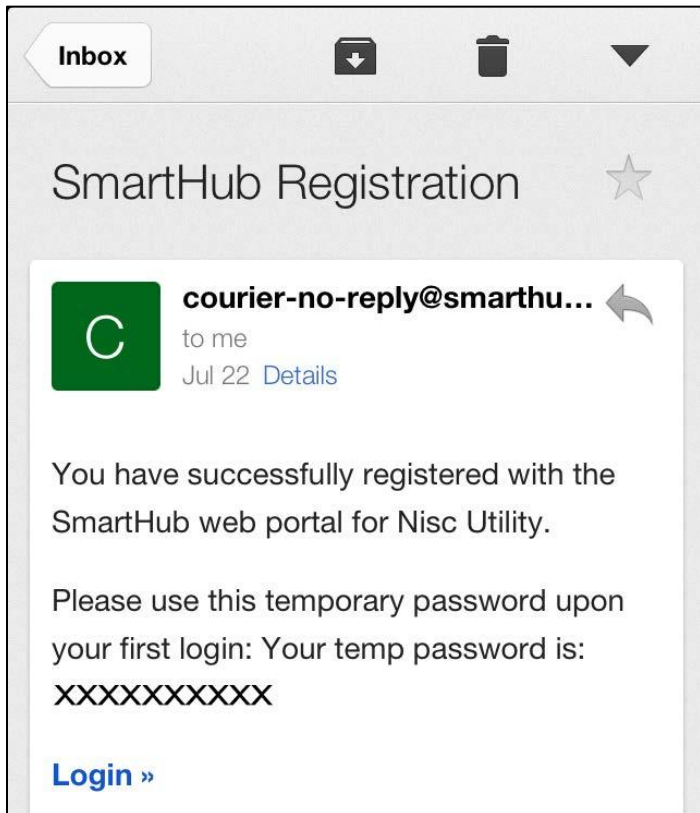 Inbox
SmartHub Registration
C
courier-no-reply@smarthu...
to me
Jul 22 Details
You have successfully registered with the
SmartHub web portal for Nisc Utility.
Please use this temporary password upon
your first login: Your temp password is:
XXXXXXXXXX
Login »